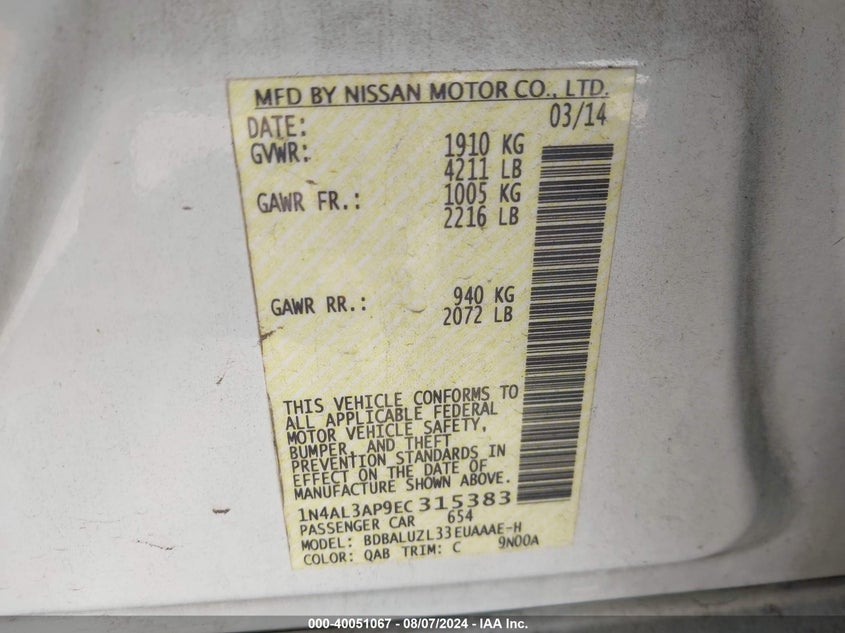 MFD BY NISSAN MOTOR CO., LTD.
DATE: 03/14
GVWR: 1910 KG
4211 LB
GAWR FR.: 1005 KG
2216 LB
GAWR RR.: 940 KG
2072 LB
THIS VEHICLE CONFORMS TO
ALL APPLICABLE FEDERAL
MOTOR VEHICLE SAFETY,
BUMPER, AND THEFT
PREVENTION STANDARDS IN
EFFECT ON THE DATE OF
MANUFACTURE SHOWN ABOVE.
1N4AL3AP9EC315383
PASSENGER CAR 654
MODEL: BDBALUZL33EUAAAE-H
COLOR: QAB TRIM: C 9N00A
000-40051067 - 08/07/2024 - IAA Inc.